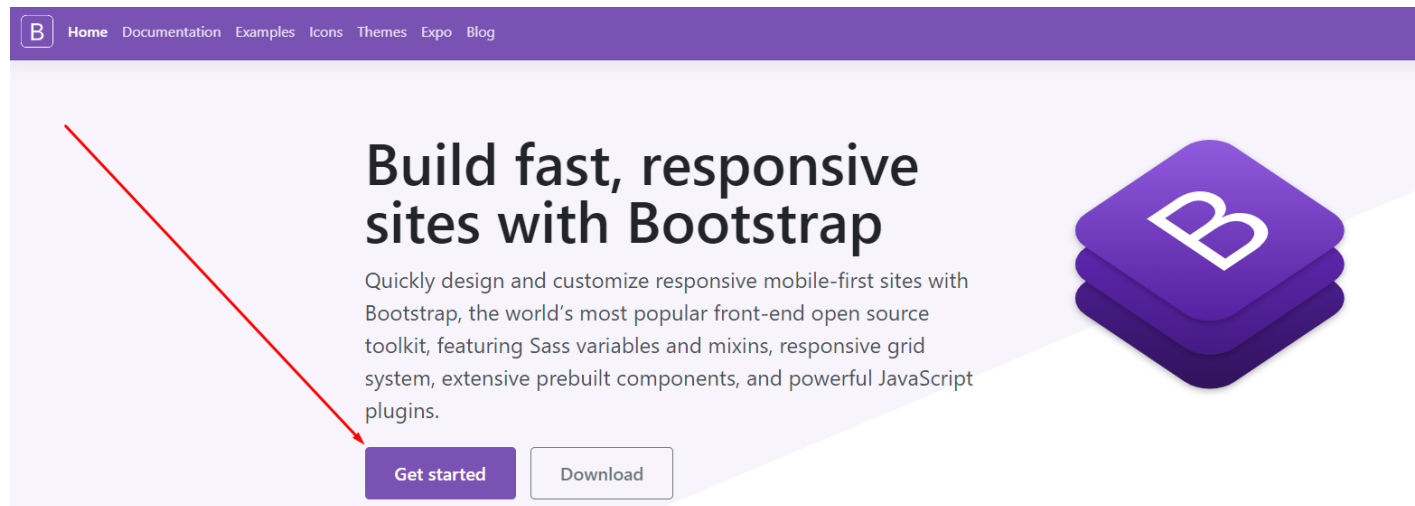 B Home Documentation Examples Icons Themes Expo Blog
Build fast, responsive
sites with Bootstrap
B
Quickly design and customize responsive mobile-first sites with
Bootstrap, the world’s most popular front-end open source
toolkit, featuring Sass variables and mixins, responsive grid
system, extensive prebuilt components, and powerful JavaScript
plugins.
Get started Download